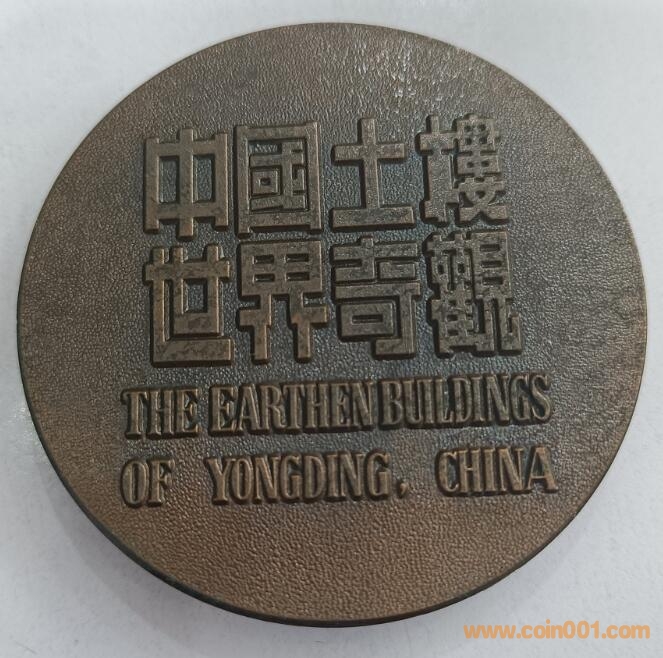 中國土樓
世界奇觀
THE EARTHEN BUILDINGS
OF YONGDING, CHINA
www.coin001.com